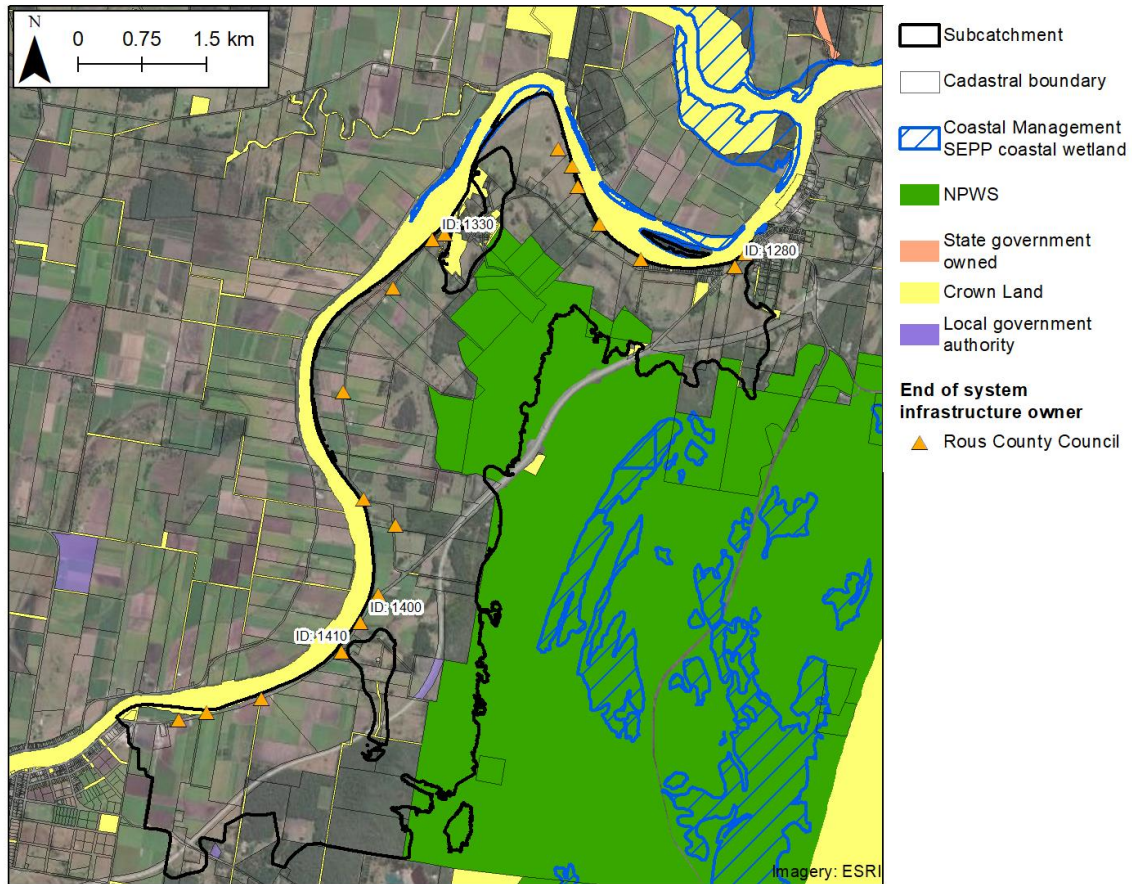 N
0 0.75 1.5 km
ID: 1330
ID: 1280
ID: 1400
ID: 1410
Imagery: ESRI
Subcatchment
Cadastral boundary
Coastal Management
SEPP coastal wetland
NPWS
State government
owned
Crown Land
Local government
authority
End of system
infrastructure owner
Rous County Council